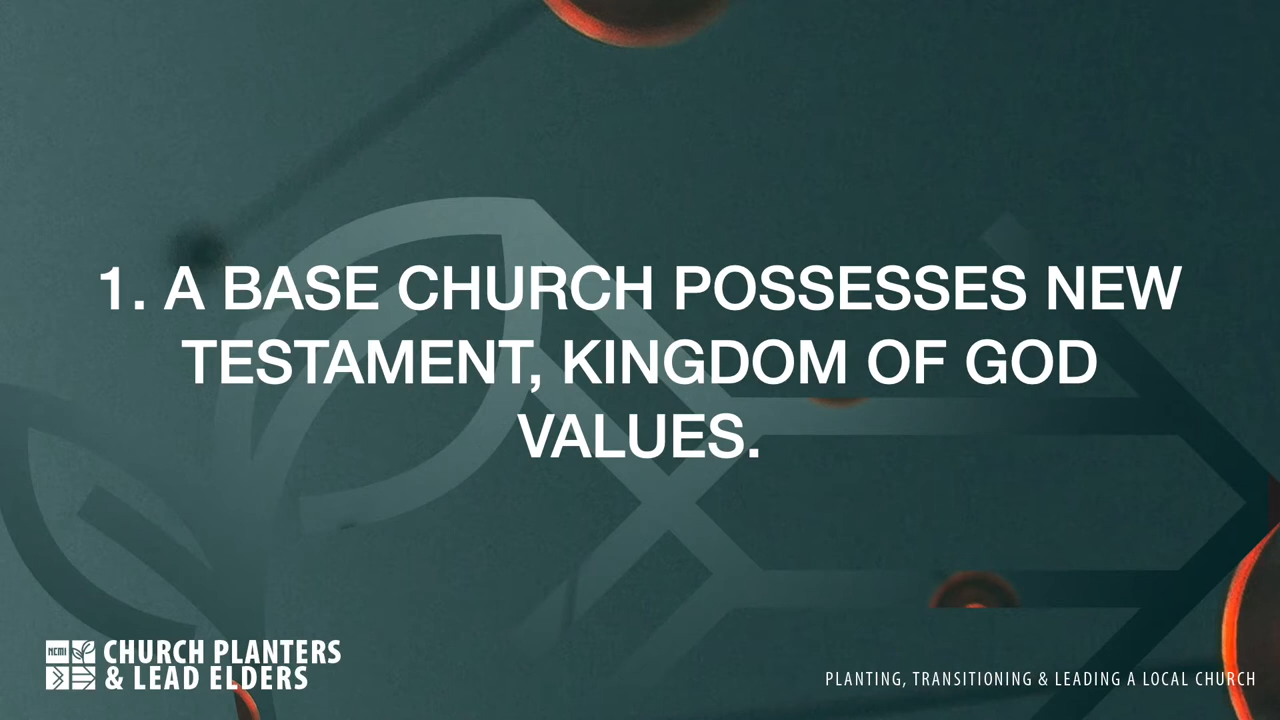 1. A BASE CHURCH POSSESSES NEW
TESTAMENT, KINGDOM OF GOD
VALUES.
NCMI
CHURCH PLANTERS
& LEAD ELDERS
PLANTING, TRANSITIONING & LEADING A LOCAL CHURCH